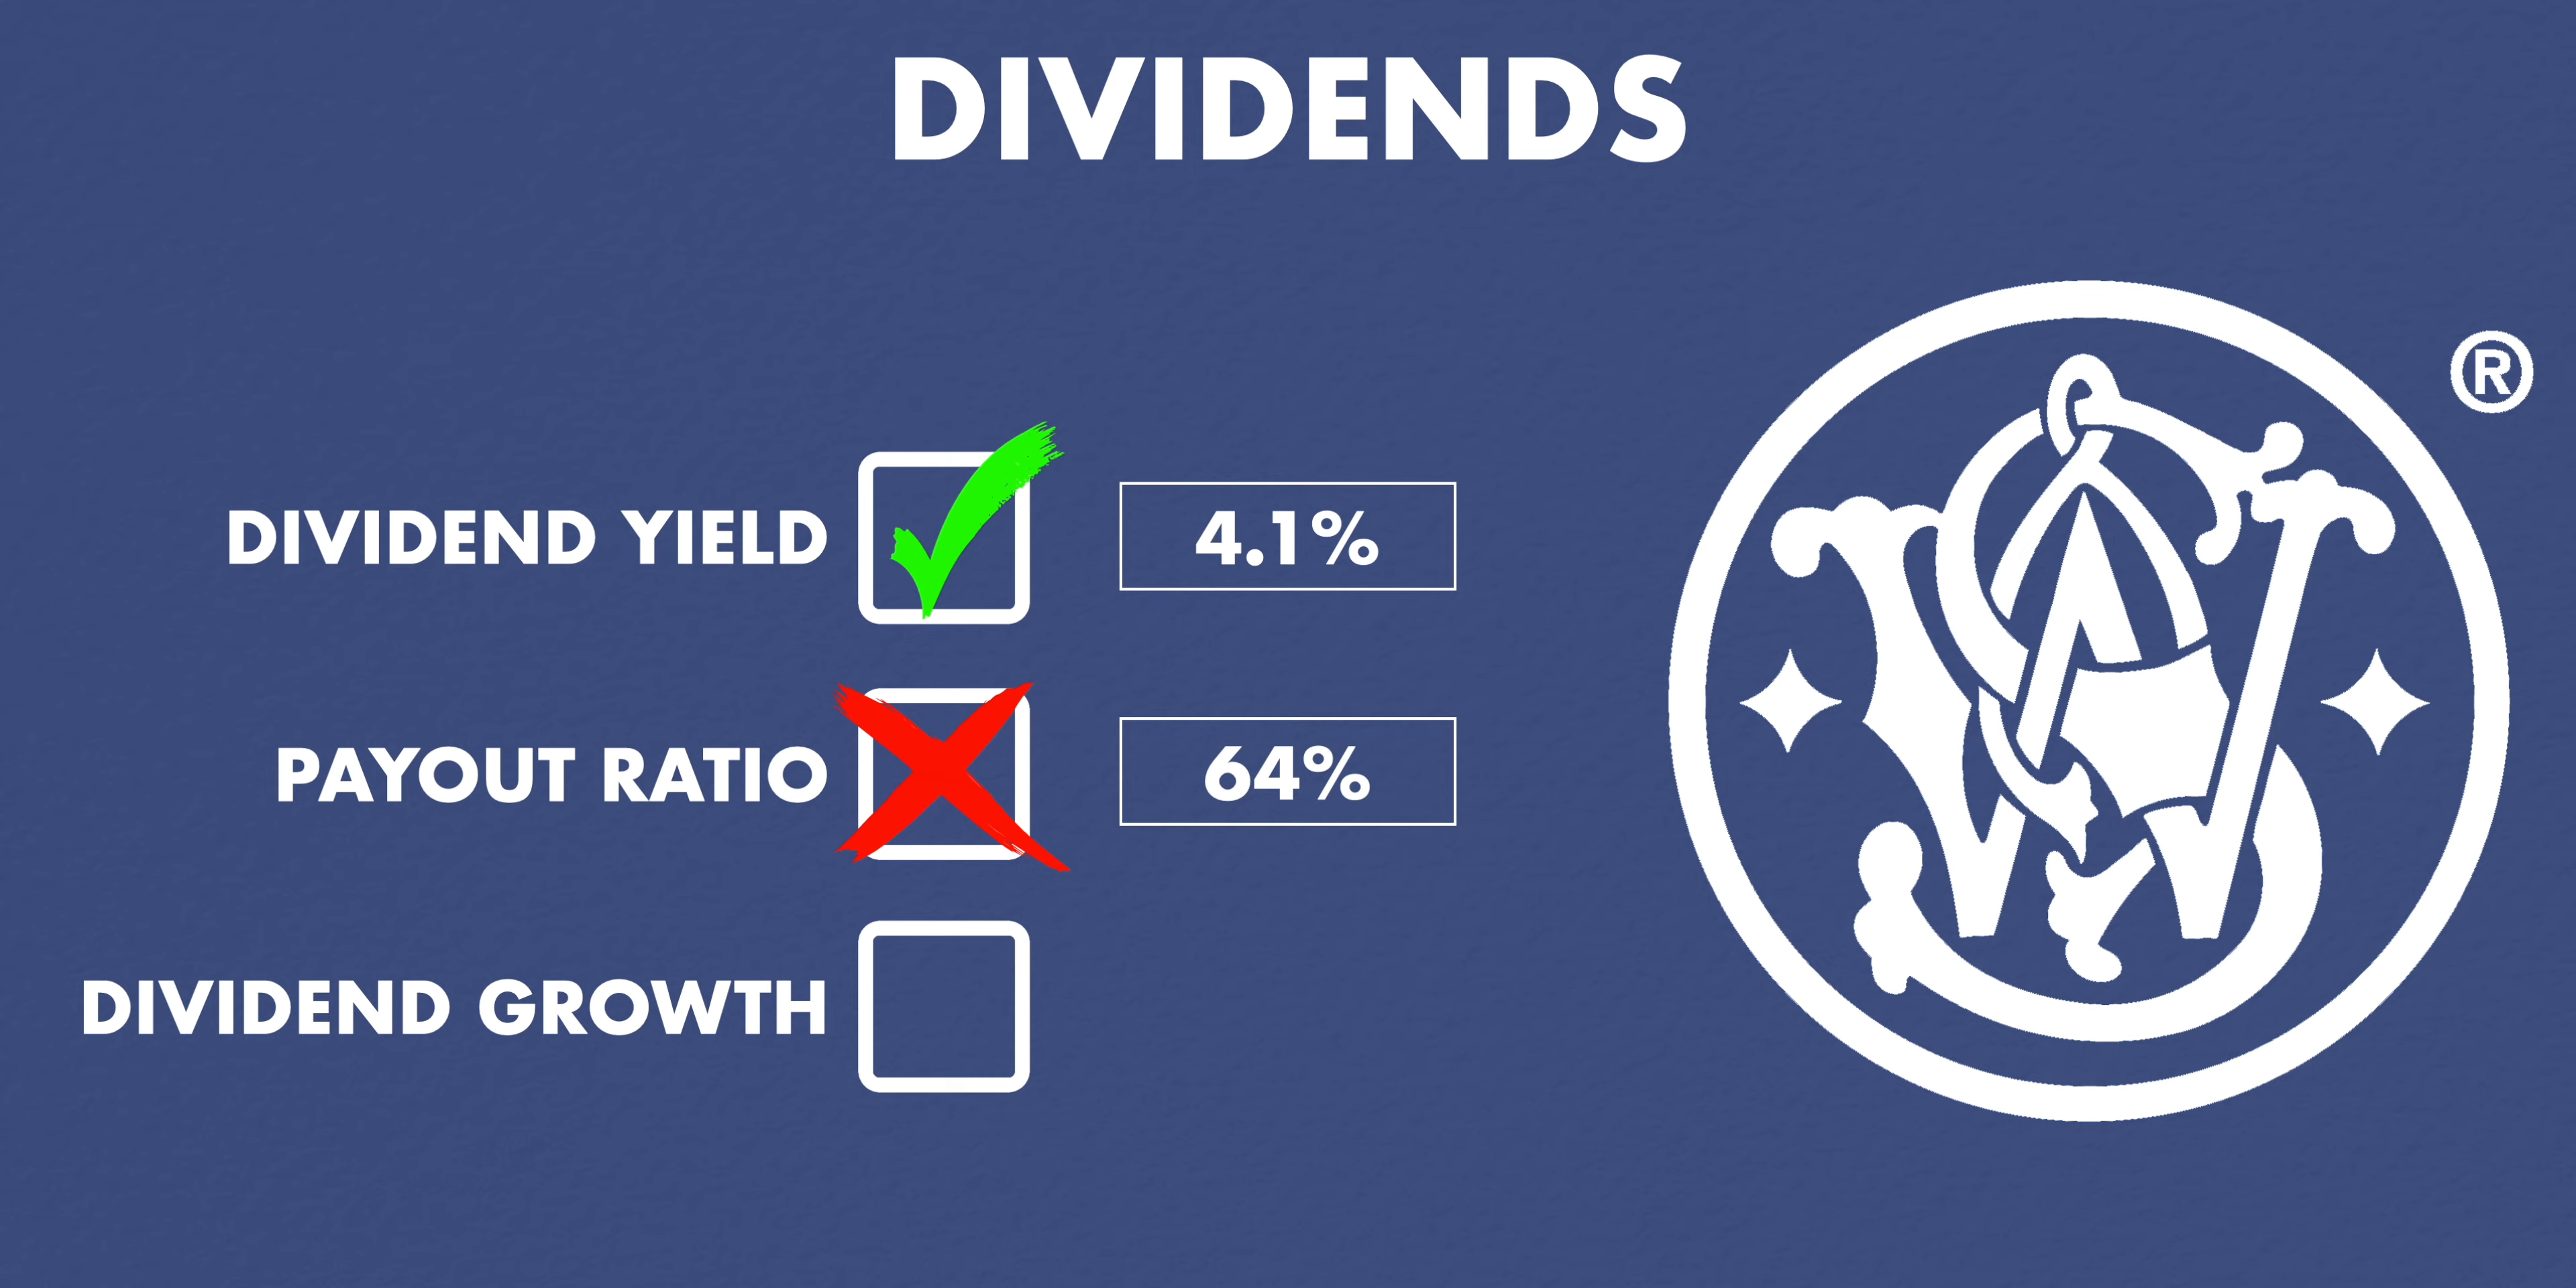 DIVIDENDS
®
DIVIDEND YIELD 4.1%
PAYOUT RATIO 64%
DIVIDEND GROWTH